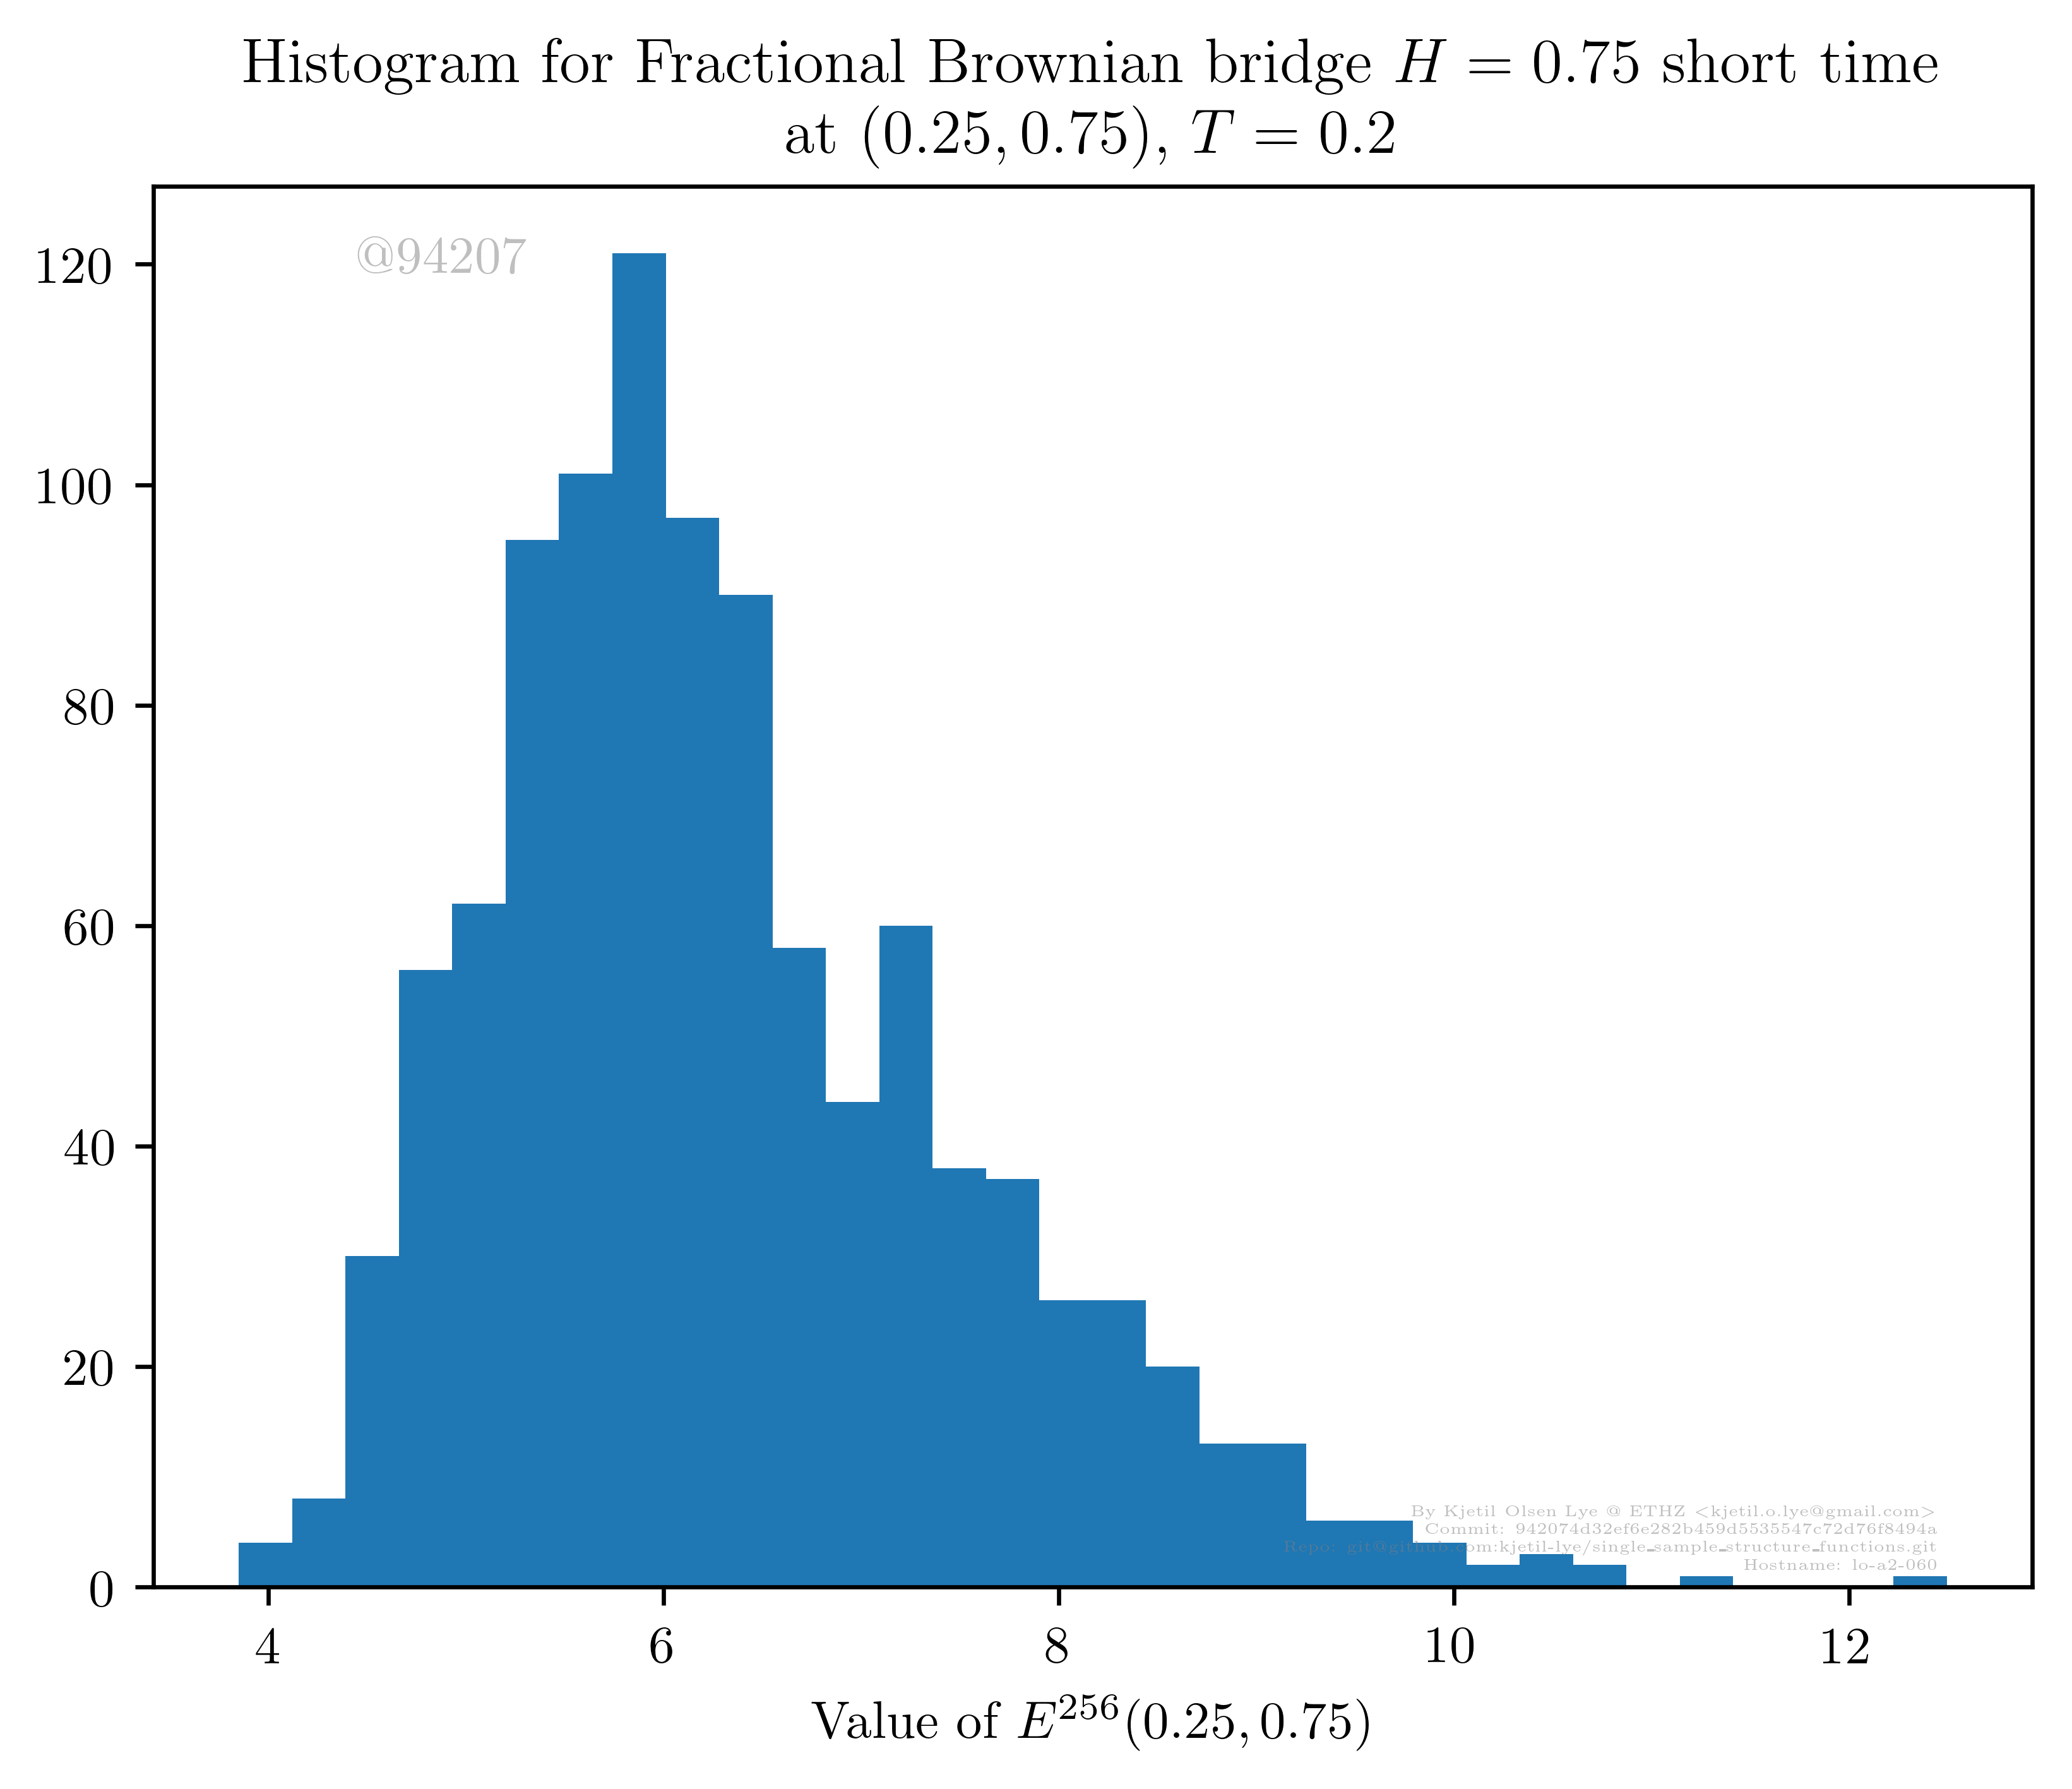 Histogram for Fractional Brownian bridge H = 0.75 short time
at (0.25, 0.75), T = 0.2
@94207
120
100
80
60
40
20
0
By Kjetil Olsen Lye @ ETHZ <kjetil.o.lye@gmail.com>
Commit: 942074d32ef6e282b459d5535547c72d76f8494a
Repo: git@github.com:kjetil-lye/single_sample_structure_functions.git
Hostname: lo-a2-060
4 6 8 10 12
Value of E²⁵⁶(0.25, 0.75)